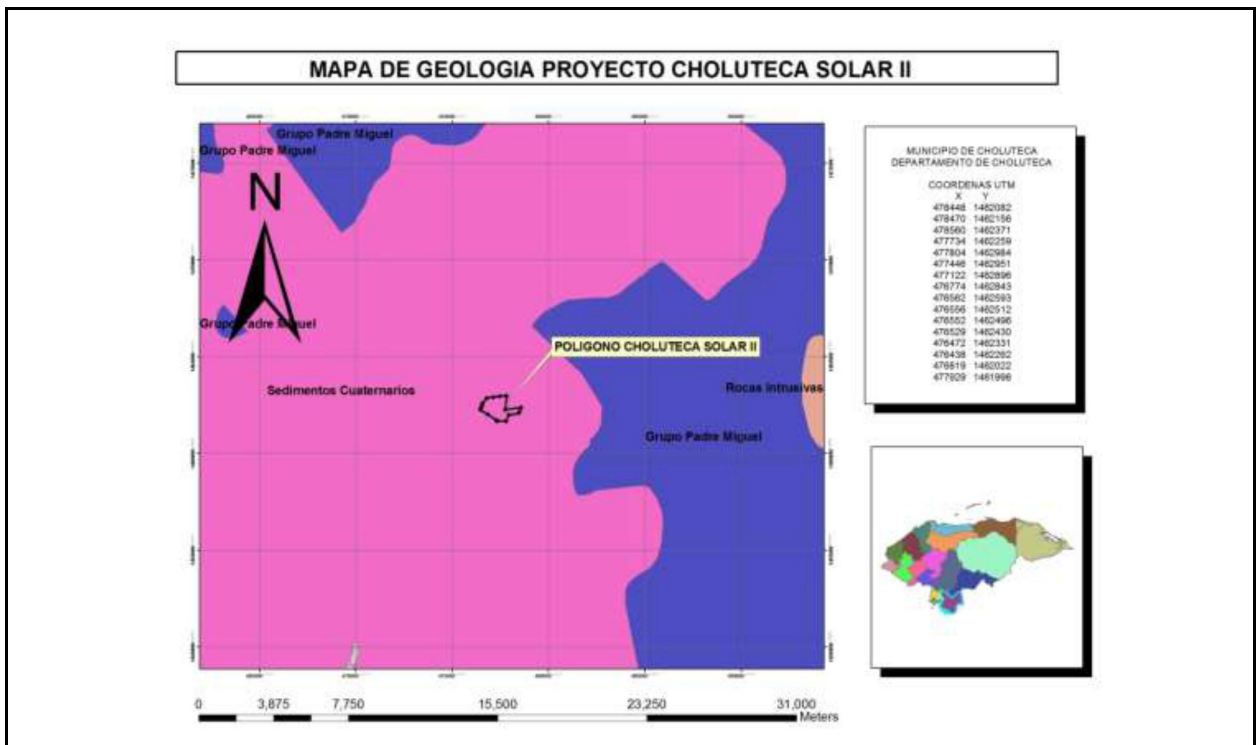 MAPA DE GEOLOGIA PROYECTO CHOLUTECA SOLAR II
Grupo Padre Miguel
Grupo Padre Miguel
N
Grupo Padre Miguel
POLIGONO CHOLUTECA SOLAR II
Sedimentos Cuaternarios
Rocas Intrusivas
Grupo Padre Miguel
0 3,875 7,750 15,500 23,250 31,000
Meters
MUNICIPIO DE CHOLUTECA
DEPARTAMENTO DE CHOLUTECA
COORDENAS UTM
X Y
478448 1462082
478470 1462156
478560 1462371
477734 1462259
477804 1462984
477446 1462951
477122 1462896
476774 1462843
476562 1462593
476556 1462512
476552 1462496
476529 1462430
476472 1462331
476438 1462262
476819 1462022
477929 1461996